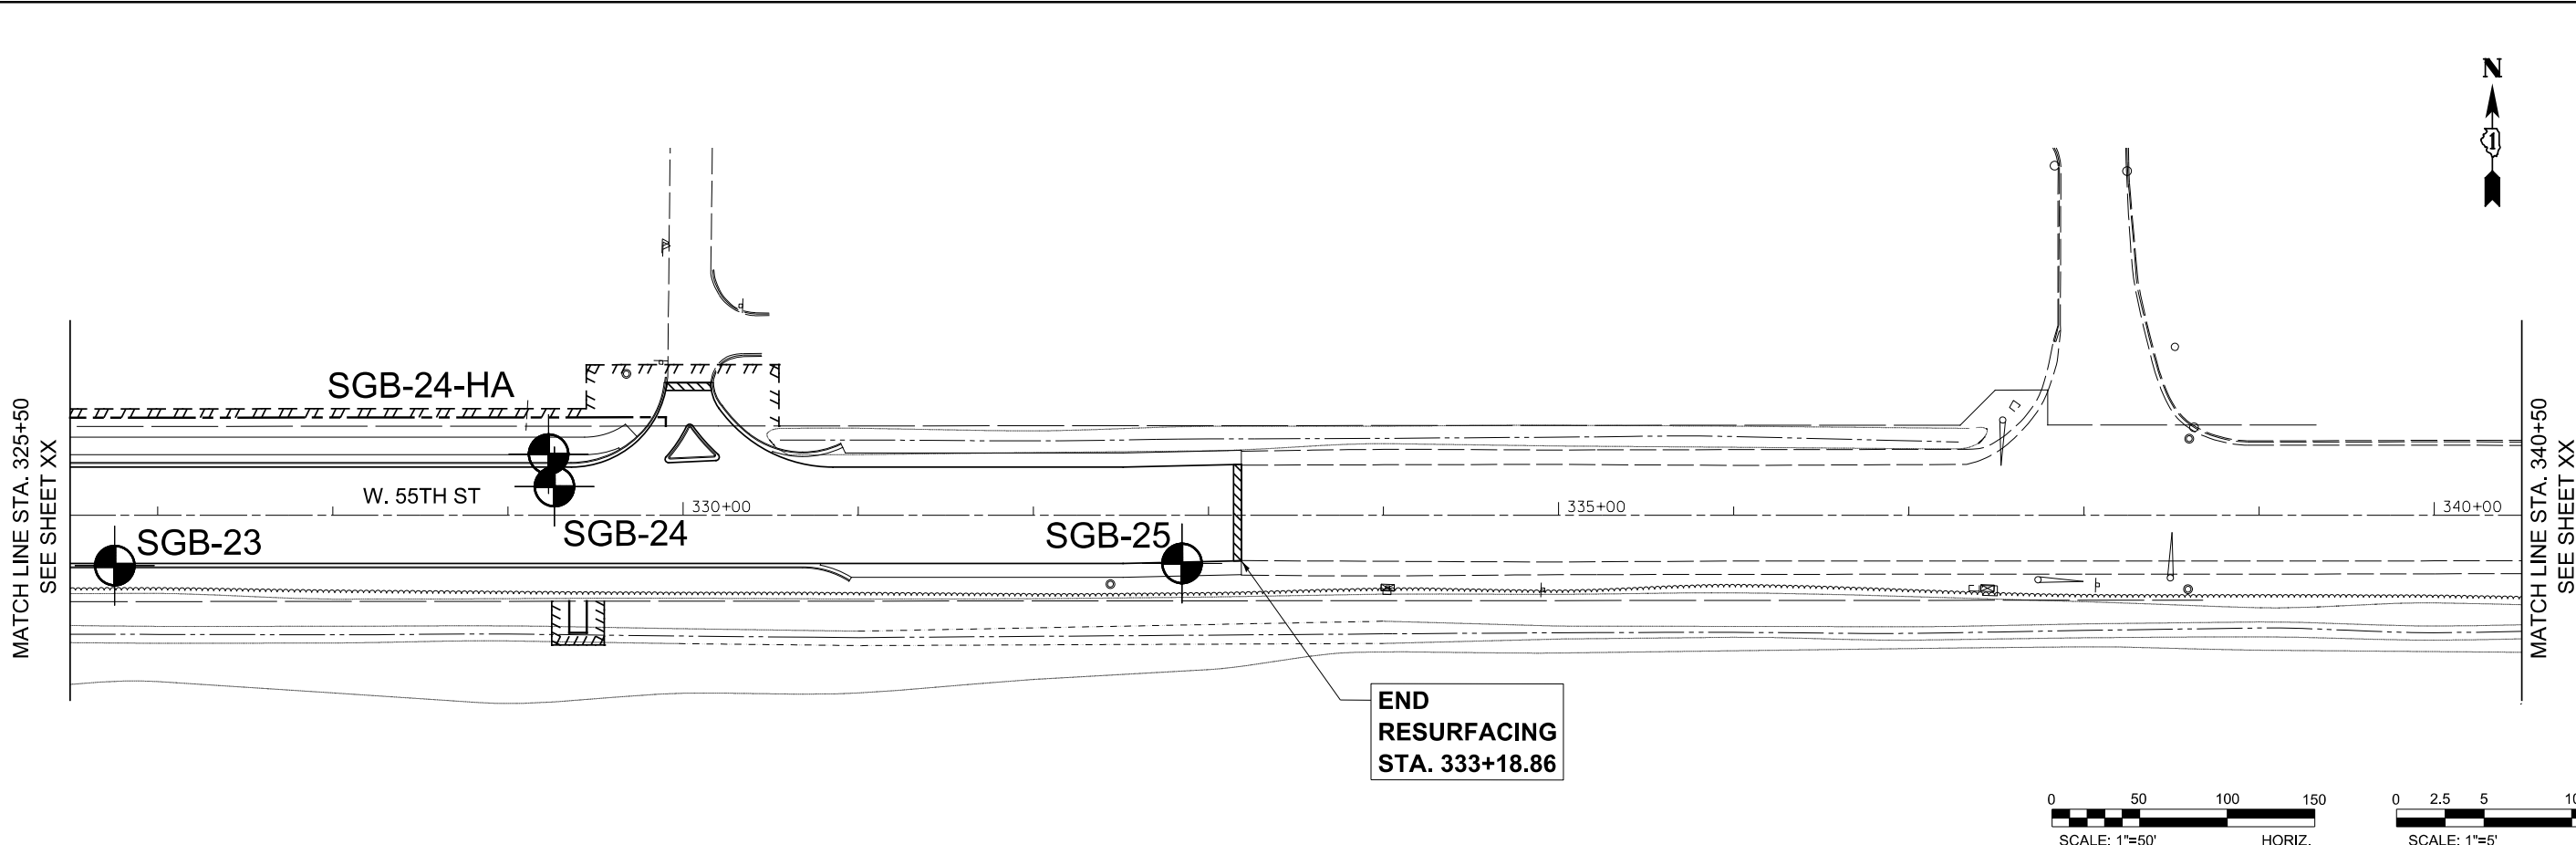 N
1
MATCH LINE STA. 325+50
SEE SHEET XX
SGB-24-HA
W. 55TH ST
330+00
335+00
340+00
SGB-23
SGB-24
SGB-25
MATCH LINE STA. 340+50
SEE SHEET XX
END
RESURFACING
STA. 333+18.86
0 50 100 150
SCALE: 1"=50' HORIZ.
0 2.5 5
SCALE: 1"=5'